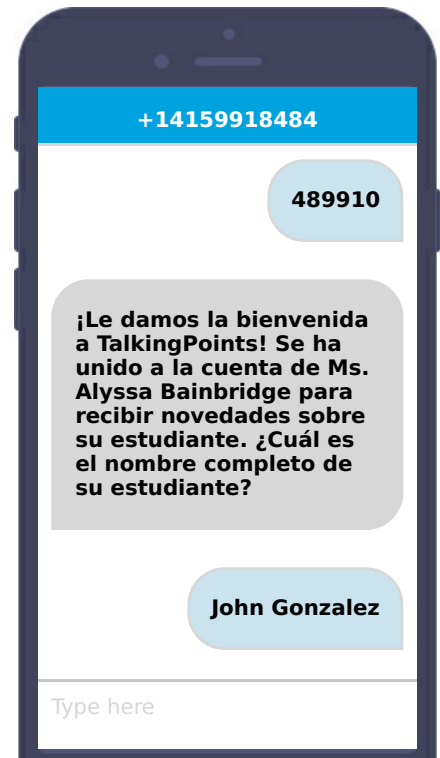 +14159918484
489910
¡Le damos la bienvenida
a TalkingPoints! Se ha
unido a la cuenta de Ms.
Alyssa Bainbridge para
recibir novedades sobre
su estudiante. ¿Cuál es
el nombre completo de
su estudiante?
John Gonzalez
Type here